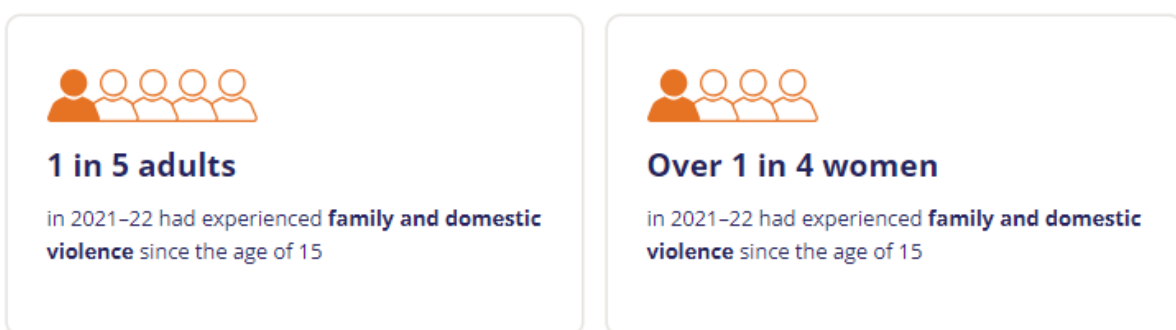 1 in 5 adults
in 2021–22 had experienced family and domestic
violence since the age of 15
Over 1 in 4 women
in 2021–22 had experienced family and domestic
violence since the age of 15